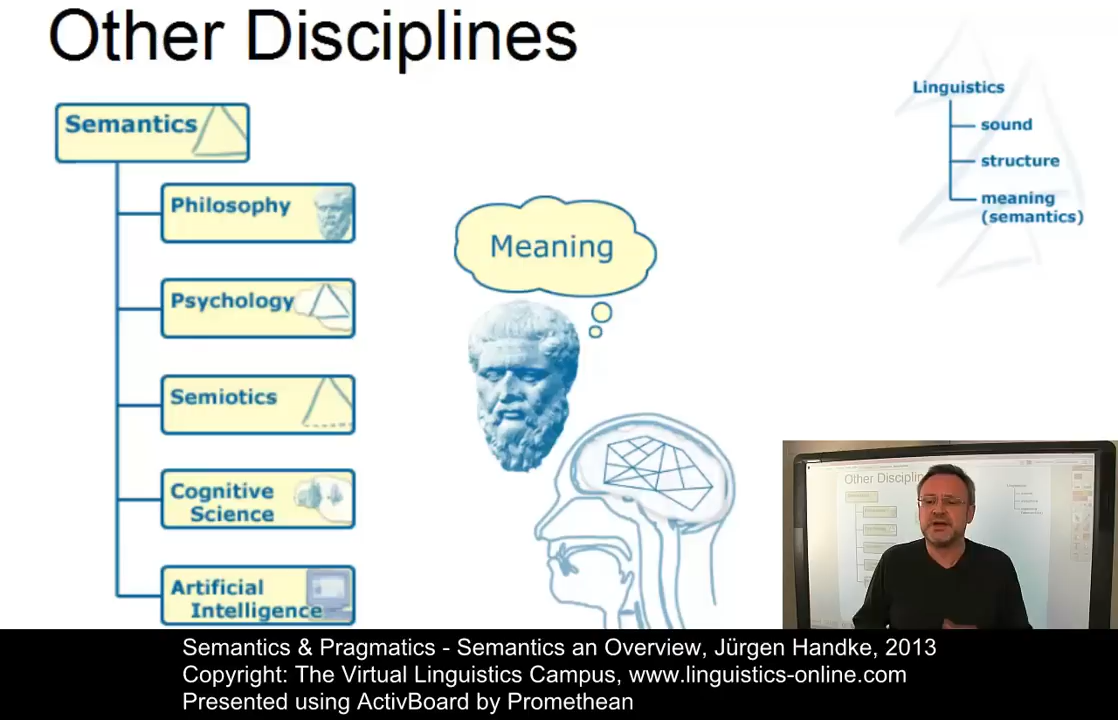 Other Disciplines
Semantics
Philosophy
Psychology
Semiotics
Cognitive
Science
Artificial
Intelligence
Meaning
Linguistics
sound
structure
meaning
(semantics)
Other Disciplin
Semantics & Pragmatics - Semantics an Overview, Jürgen Handke, 2013
Copyright: The Virtual Linguistics Campus, www.linguistics-online.com
Presented using ActivBoard by Promethean